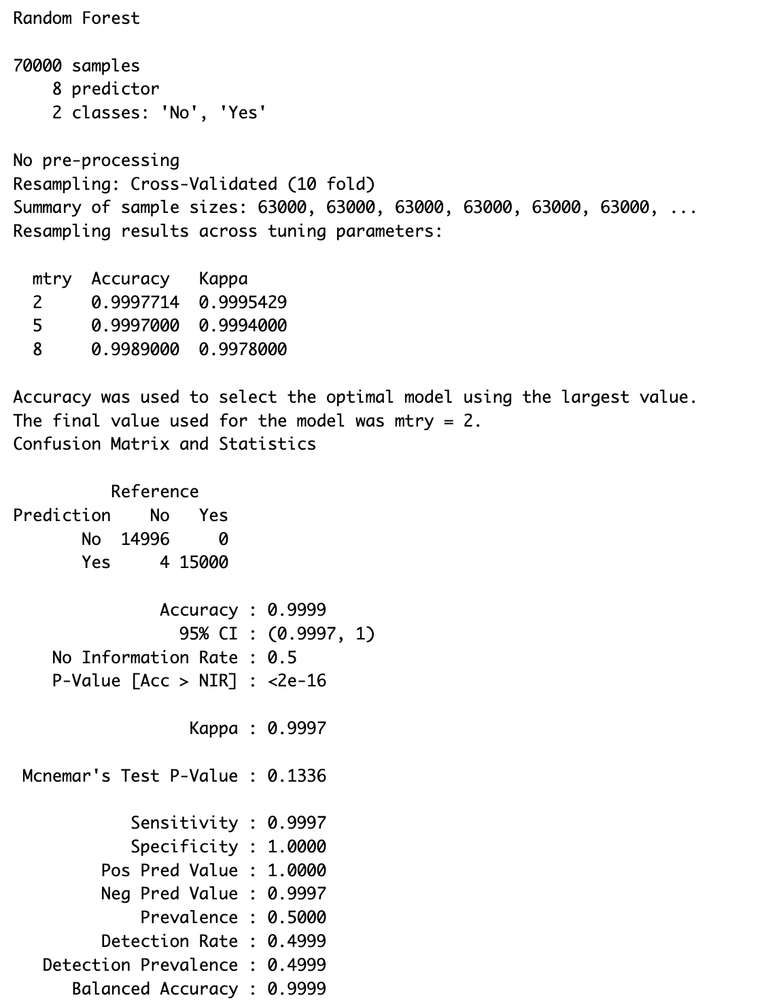 Random Forest
70000 samples
8 predictor
2 classes: 'No', 'Yes'
No pre-processing
Resampling: Cross-Validated (10 fold)
Summary of sample sizes: 63000, 63000, 63000, 63000, 63000, 63000, ...
Resampling results across tuning parameters:
mtry Accuracy Kappa
2 0.9997714 0.9995429
5 0.9997000 0.9994000
8 0.9989000 0.9978000
Accuracy was used to select the optimal model using the largest value.
The final value used for the model was mtry = 2.
Confusion Matrix and Statistics
Reference
Prediction No Yes
No 14996 0
Yes 4 15000
Accuracy : 0.9999
95% CI : (0.9997, 1)
No Information Rate : 0.5
P-Value [Acc > NIR] : <2e-16
Kappa : 0.9997
Mcnemar's Test P-Value : 0.1336
Sensitivity : 0.9997
Specificity : 1.0000
Pos Pred Value : 1.0000
Neg Pred Value : 0.9997
Prevalence : 0.5000
Detection Rate : 0.4999
Detection Prevalence : 0.4999
Balanced Accuracy : 0.9999